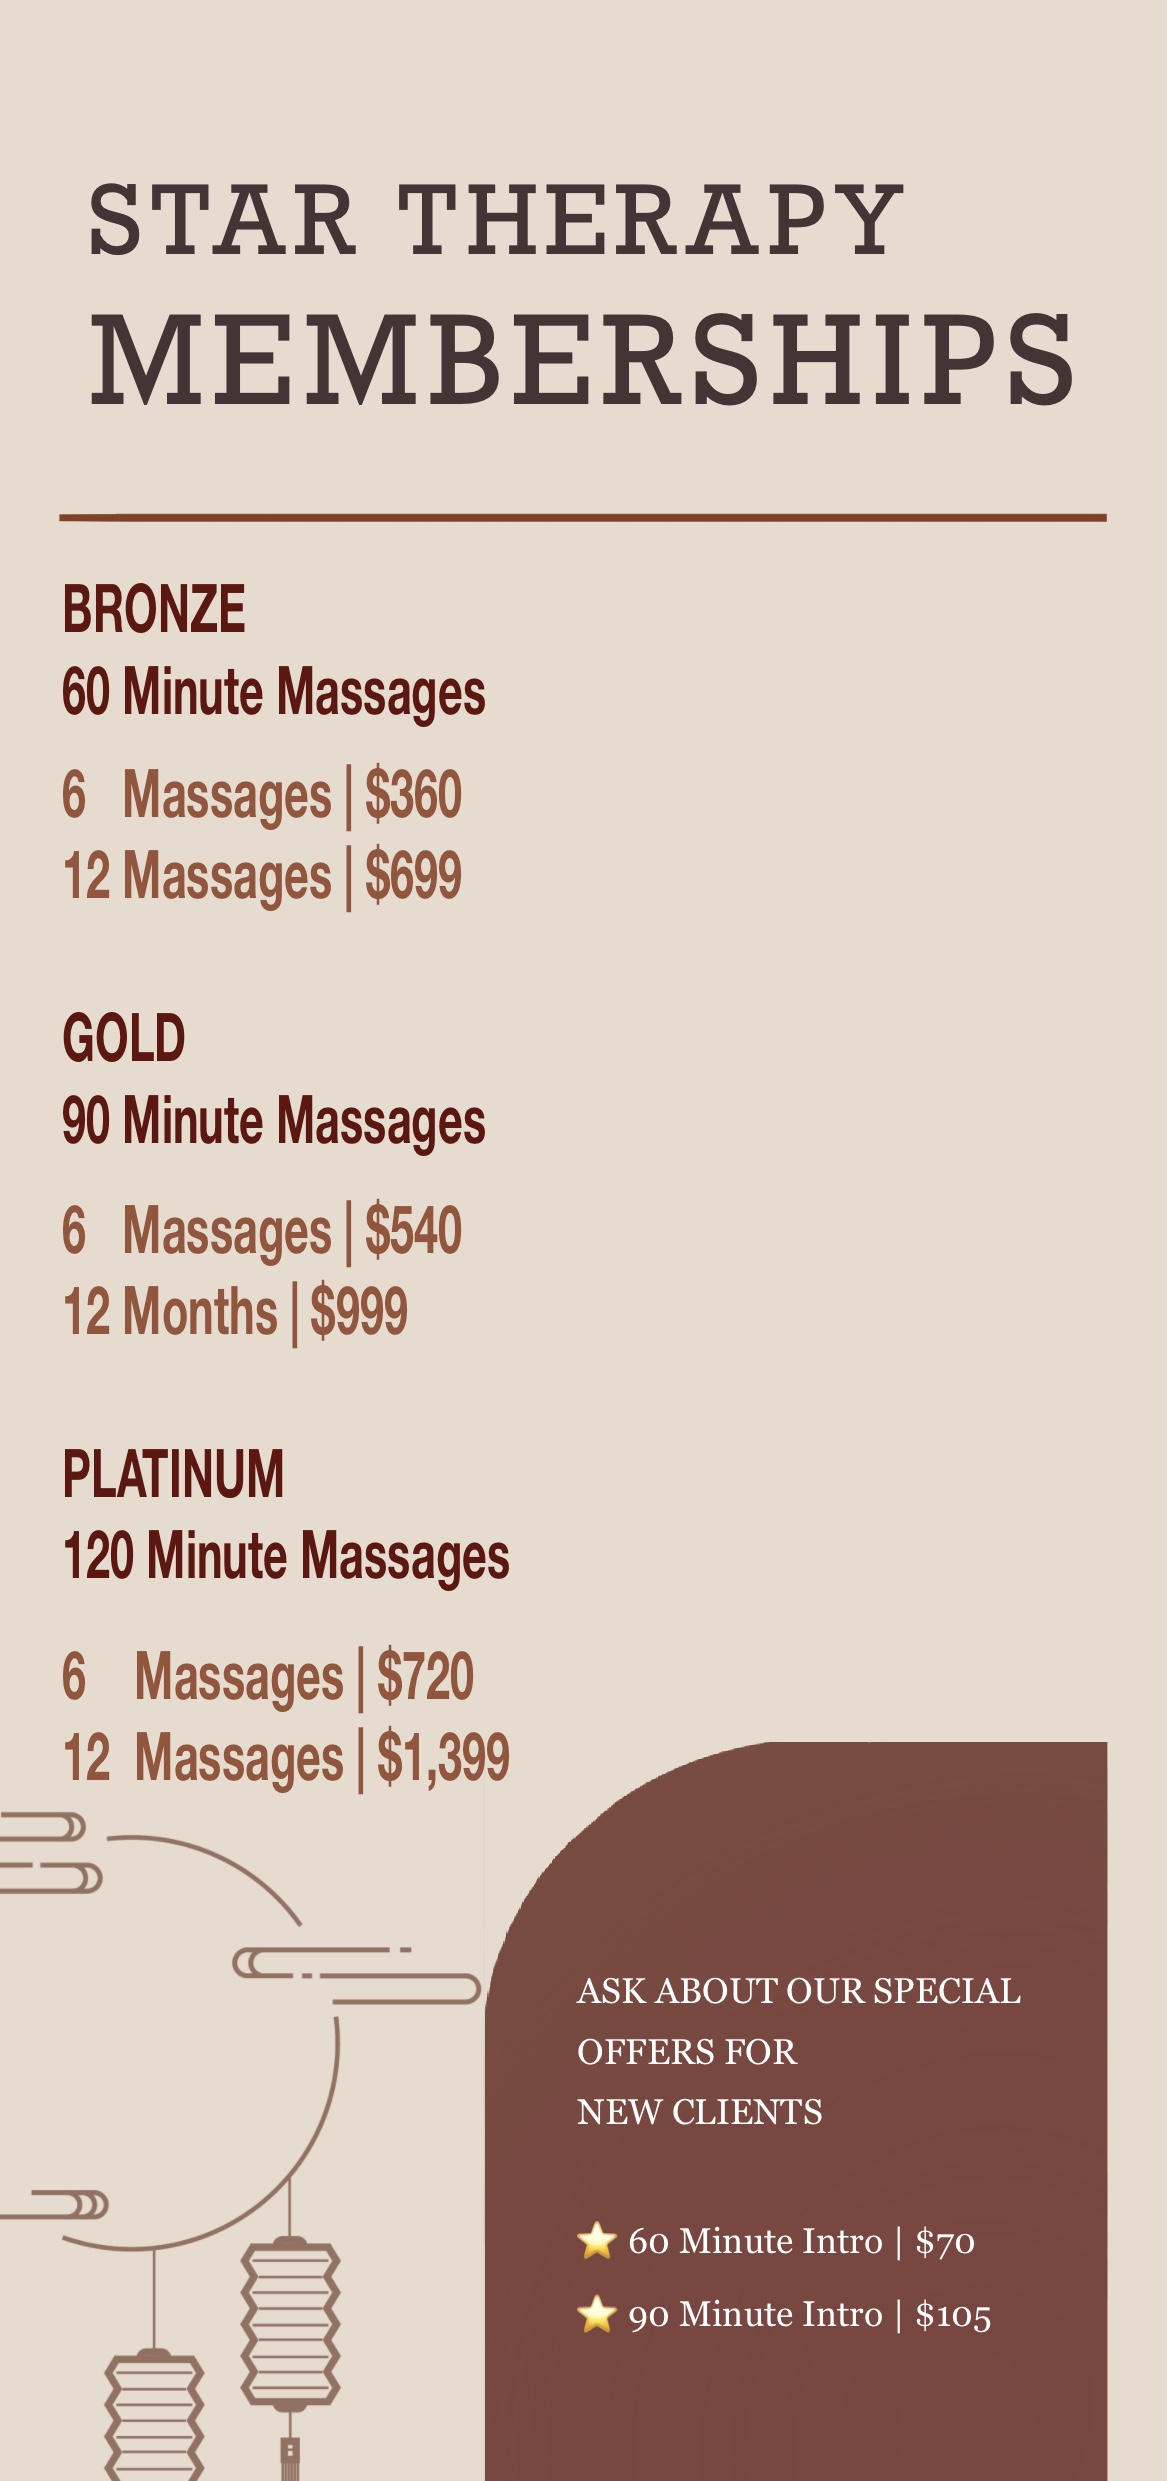 STAR THERAPY
MEMBERSHIPS
BRONZE
60 Minute Massages
6 Massages | $360
12 Massages | $699
GOLD
90 Minute Massages
6 Massages | $540
12 Months | $999
PLATINUM
120 Minute Massages
6 Massages | $720
12 Massages | $1,399
ASK ABOUT OUR SPECIAL
OFFERS FOR
NEW CLIENTS
⭐ 60 Minute Intro | $70
⭐ 90 Minute Intro | $105